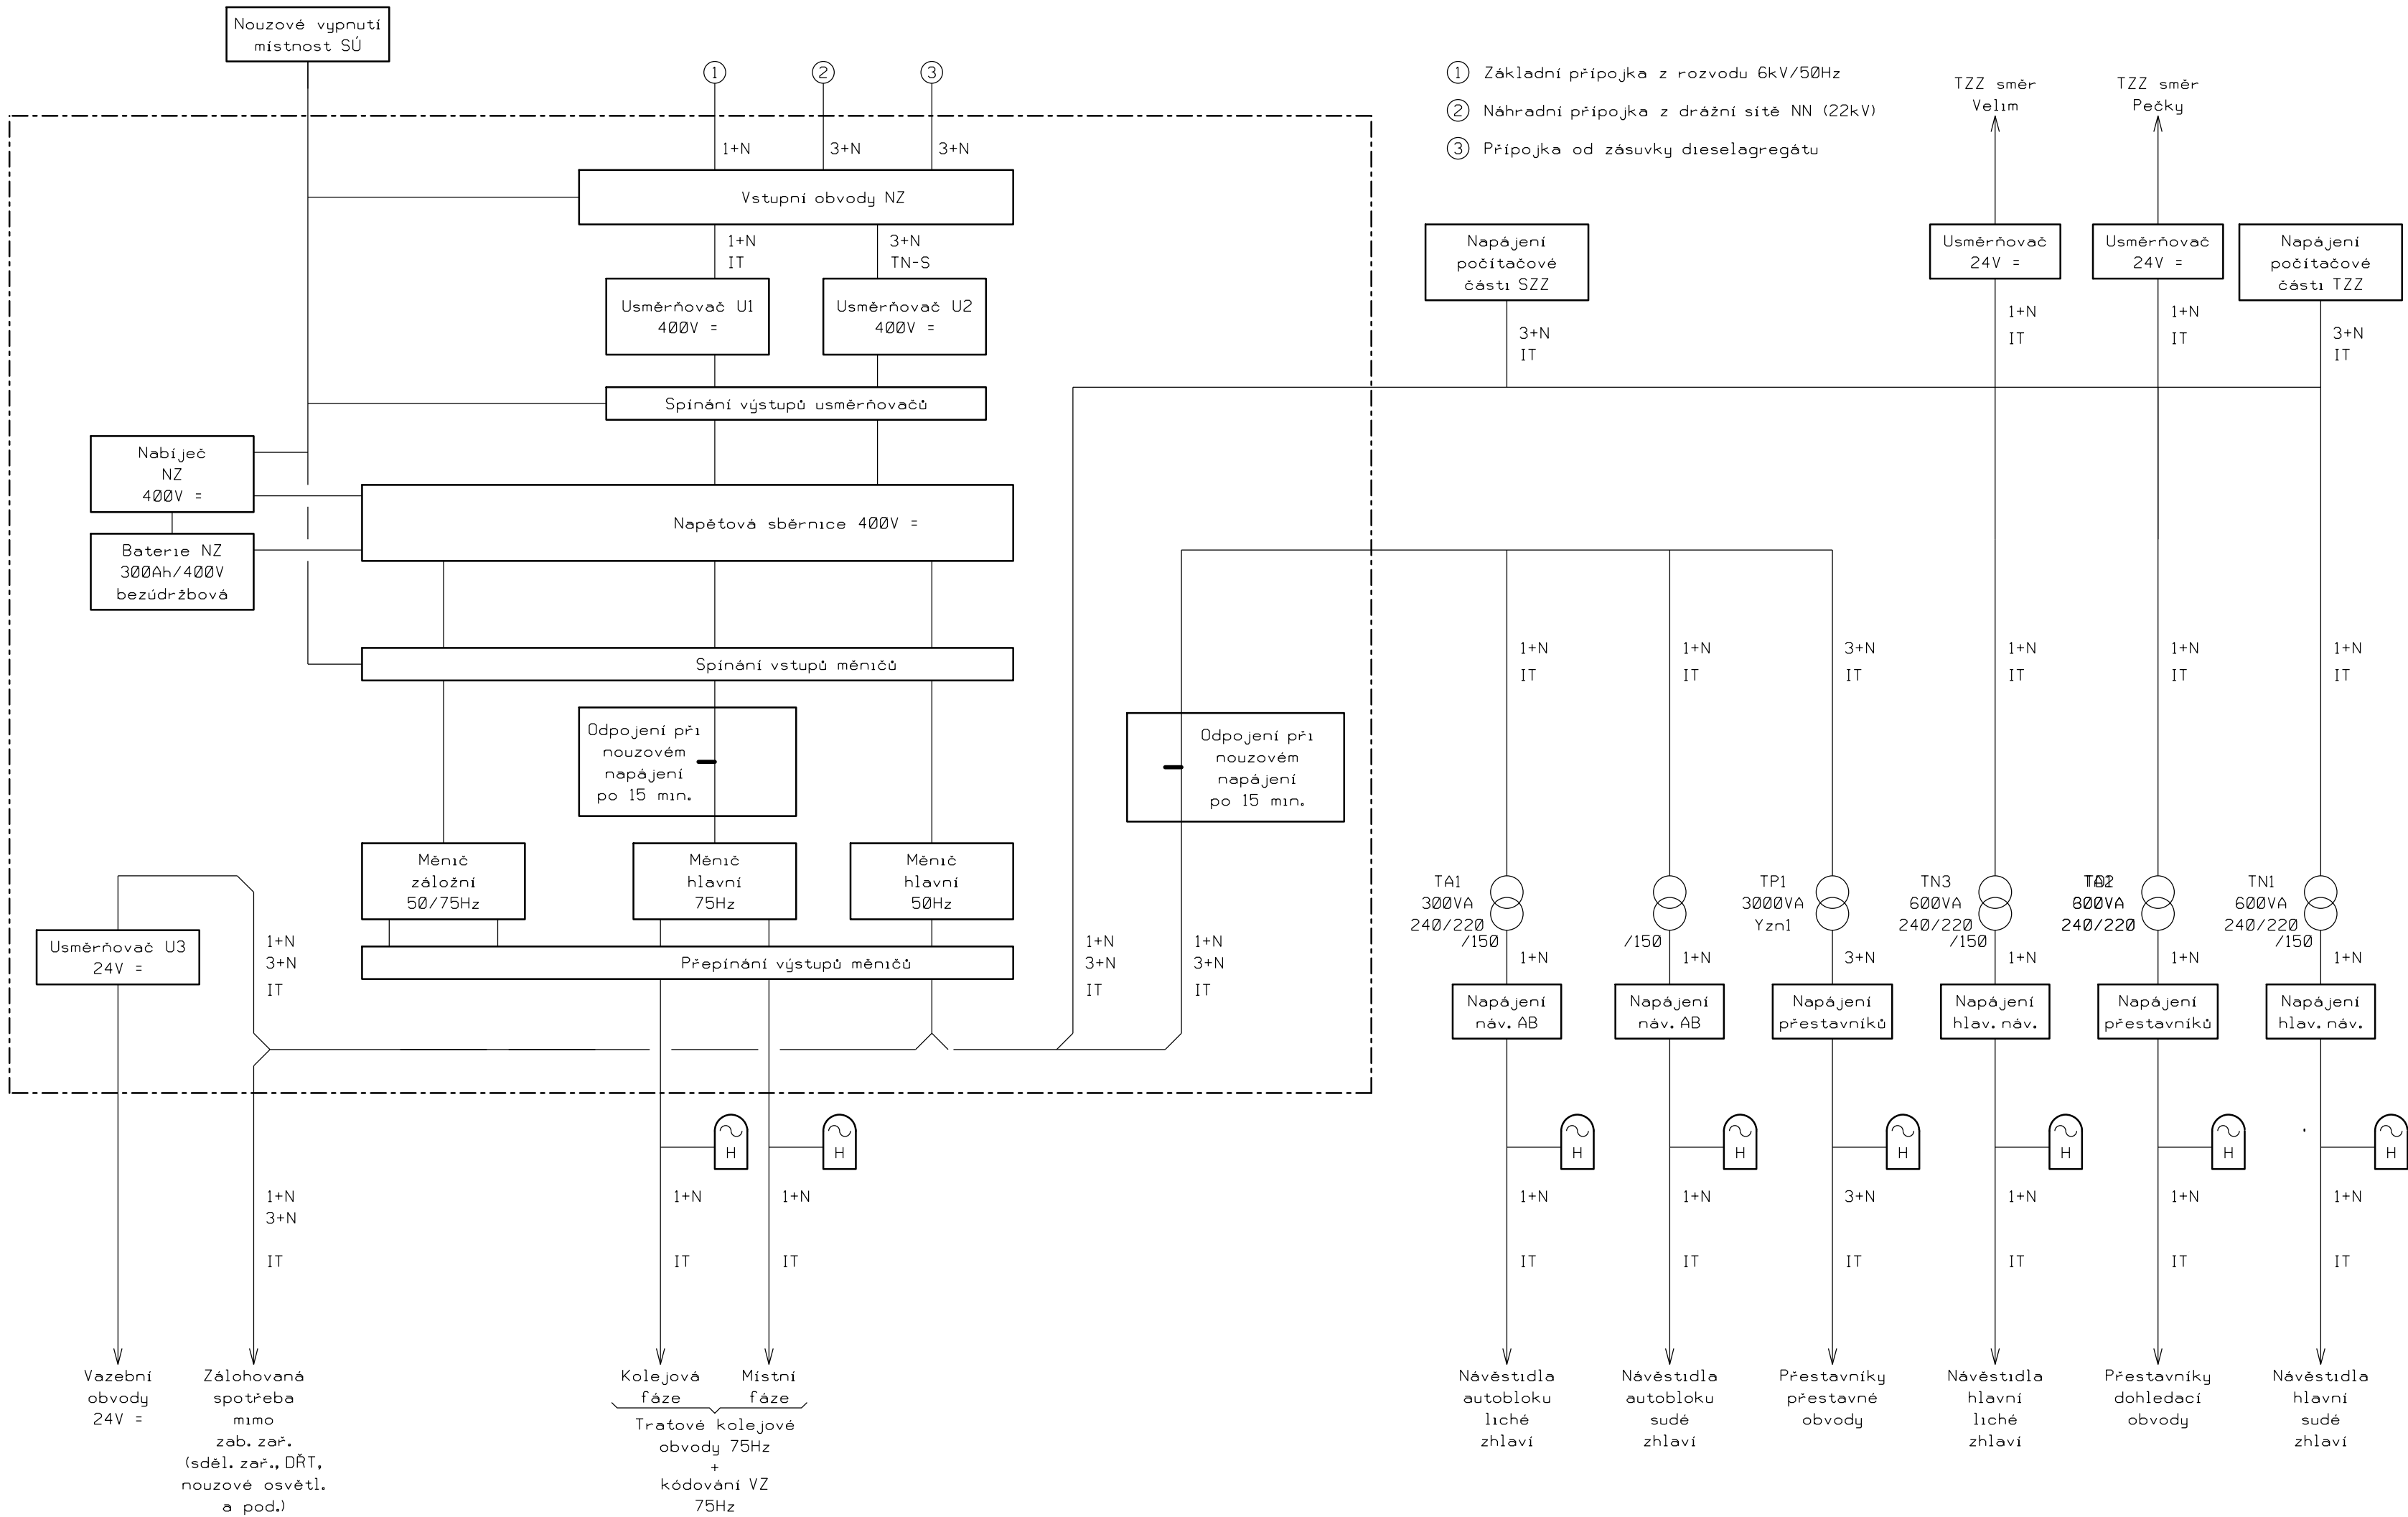 Nouzové vypnutí
místnost SÚ
1
2
3
1 Základní přípojka z rozvodu 6kV/50Hz
2 Náhradní přípojka z drážní sítě NN (22kV)
3 Přípojka od zásuvky dieselagregátu
TZZ směr
Velim
TZZ směr
Pečky
1+N
3+N
3+N
Vstupní obvody NZ
1+N
IT
3+N
TN-S
Usměrňovač U1
400V =
Usměrňovač U2
400V =
Spínání výstupů usměrňovačů
Napájení
počítačové
části SZZ
3+N
IT
Usměrňovač
24V =
1+N
IT
Usměrňovač
24V =
1+N
IT
Napájení
počítačové
části TZZ
3+N
IT
Nabíječ
NZ
400V =
Baterie NZ
300Ah/400V
bezúdržbová
Napěťová sběrnice 400V =
Spínání vstupů měničů
Odpojení při
nouzovém
napájení
po 15 min.
Odpojení při
nouzovém
napájení
po 15 min.
1+N
IT
1+N
IT
3+N
IT
1+N
IT
1+N
IT
1+N
IT
Měnič
záložní
50/75Hz
Měnič
hlavní
75Hz
Měnič
hlavní
50Hz
Usměrňovač U3
24V =
1+N
3+N
IT
Přepínání výstupů měničů
1+N
3+N
IT
1+N
3+N
IT
TA1
300VA
240/220
/150
1+N
/150
1+N
TP1
3000VA
Yzn1
3+N
TN3
600VA
240/220
/150
1+N
240/220
1+N
TN1
600VA
240/220
/150
1+N
Napájení
náv. AB
Napájení
náv. AB
Napájení
přestavníků
Napájení
hlav. náv.
Napájení
přestavníků
Napájení
hlav. náv.
H
H
H
H
H
H
H
H
1+N
3+N
IT
1+N
IT
1+N
IT
1+N
IT
1+N
IT
3+N
IT
1+N
IT
1+N
IT
1+N
IT
Vazební
obvody
24V =
Zálohovaná
spotřeba
mimo
zab. zař.
(sděl. zař., DŘT,
nouzové osvětl.
a pod.)
Kolejová
fáze
Místní
fáze
Traťové kolejové
obvody 75Hz
+
kódování VZ
75Hz
Návěstidla
autobloku
liché
zhlaví
Návěstidla
autobloku
sudé
zhlaví
Přestavníky
přestavné
obvody
Návěstidla
hlavní
liché
zhlaví
Přestavníky
dohledací
obvody
Návěstidla
hlavní
sudé
zhlaví